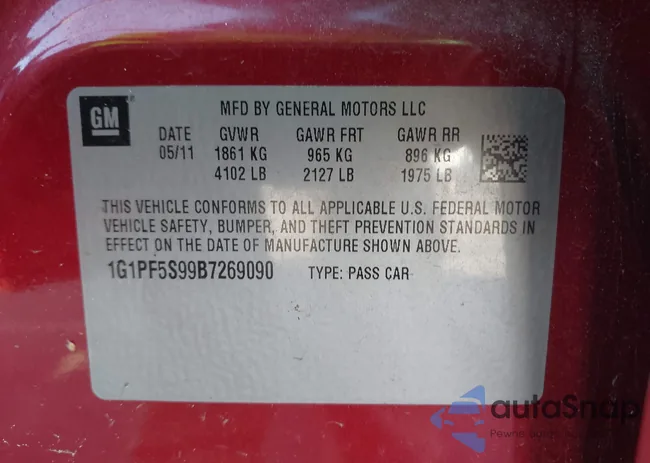 GM
MFD BY GENERAL MOTORS LLC
DATE GVWR GAWR FRT GAWR RR
05/11 1861 KG 965 KG 896 KG
4102 LB 2127 LB 1975 LB
THIS VEHICLE CONFORMS TO ALL APPLICABLE U.S. FEDERAL MOTOR
VEHICLE SAFETY, BUMPER, AND THEFT PREVENTION STANDARDS IN
EFFECT ON THE DATE OF MANUFACTURE SHOWN ABOVE.
1G1PF5S99B7269090 TYPE: PASS CAR
autaSnap